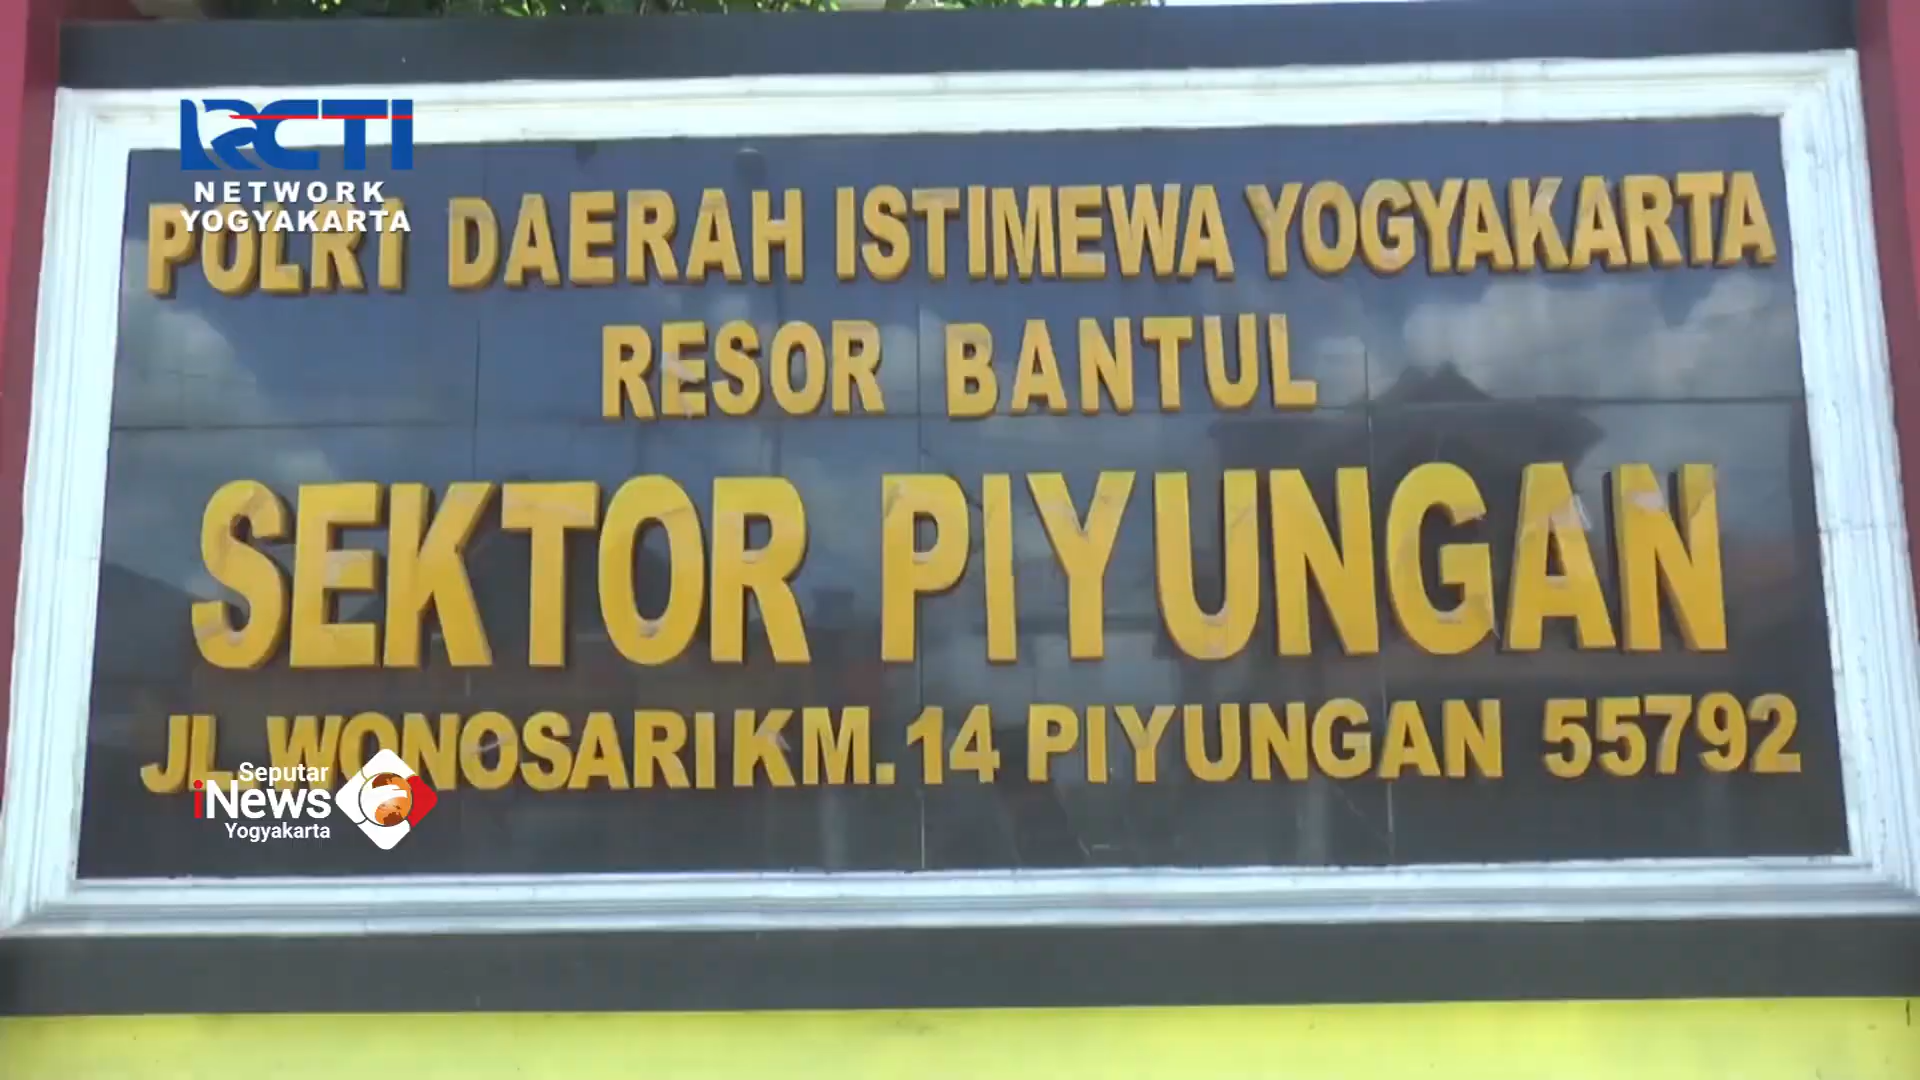 RCTI
NETWORK
YOGYAKARTA
POLRI DAERAH ISTIMEWA YOGYAKARTA
RESOR BANTUL
SEKTOR PIYUNGAN
JL. WONOSARI KM. 14 PIYUNGAN 55792
Seputar
iNews
Yogyakarta